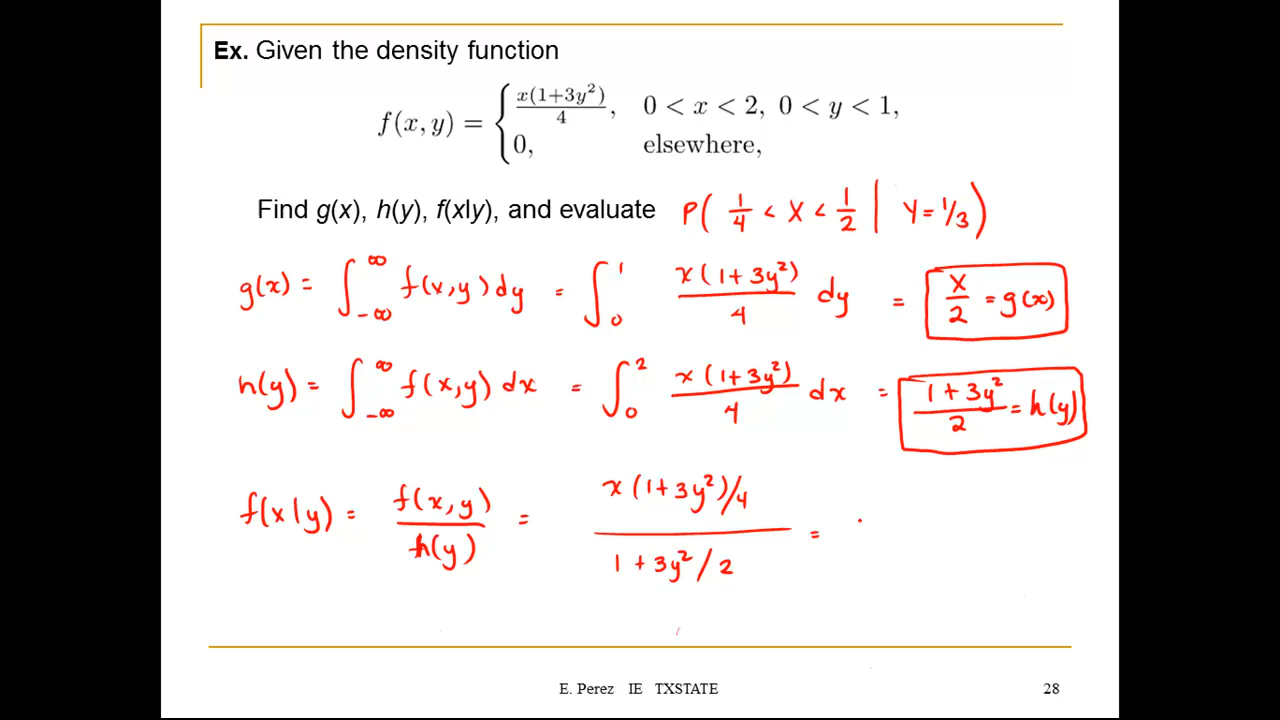 Ex. Given the density function
f(x, y) = { x(1+3y²)/4, 0 < x < 2, 0 < y < 1,
0, elsewhere,
Find g(x), h(y), f(x|y), and evaluate P( 1/4 < X < 1/2 | Y = 1/3 )
g(x) = ∫_{-∞}^{∞} f(x,y) dy = ∫_0^1 x(1+3y²)/4 dy = x/2 = g(x)
h(y) = ∫_{-∞}^{∞} f(x,y) dx = ∫_0^2 x(1+3y²)/4 dx = 1+3y²/2 = h(y)
f(x|y) = f(x,y)/h(y) = x(1+3y²)/4 / 1+3y²/2 =
E. Perez IE TXSTATE 28